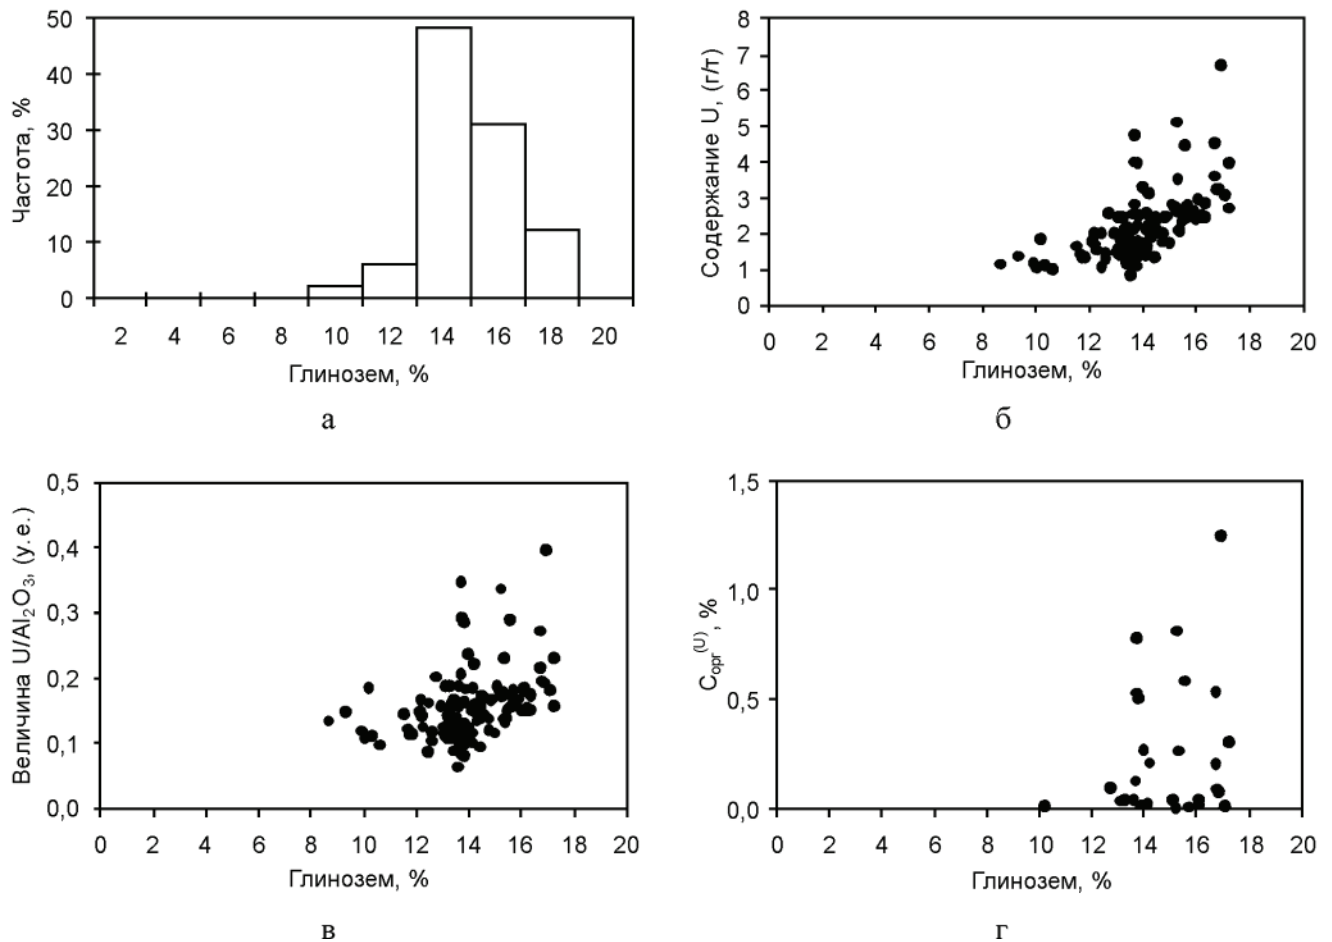 50
40
30
20
10
0
Частота, %
2 4 6 8 10 12 14 16 18 20
Глинозем, %
а
8
7
6
5
4
3
2
1
0
Содержание U, (г/т)
0 2 4 6 8 10 12 14 16 18 20
Глинозем, %
б
0,5
0,4
0,3
0,2
0,1
0,0
Величина U/Al₂O₃, (у.е.)
0 2 4 6 8 10 12 14 16 18 20
Глинозем, %
в
1,5
1,0
0,5
0,0
Cорг⁽ᵁ⁾, %
0 2 4 6 8 10 12 14 16 18 20
Глинозем, %
г